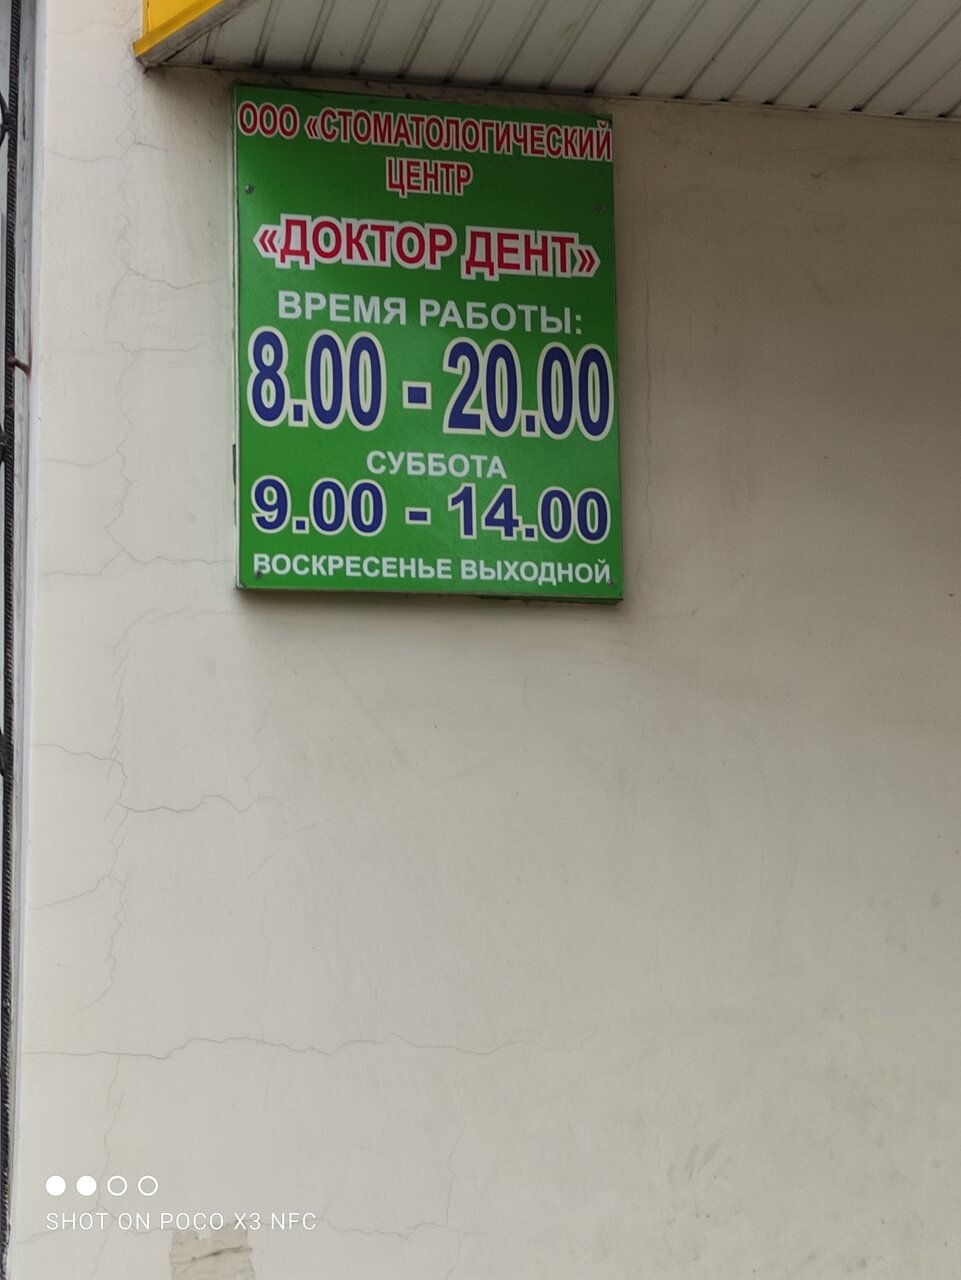 ООО «СТОМАТОЛОГИЧЕСКИЙ
ЦЕНТР
«ДОКТОР ДЕНТ»
ВРЕМЯ РАБОТЫ:
8.00 - 20.00
СУББОТА
9.00 - 14.00
ВОСКРЕСЕНЬЕ ВЫХОДНОЙ
SHOT ON POCO X3 NFC